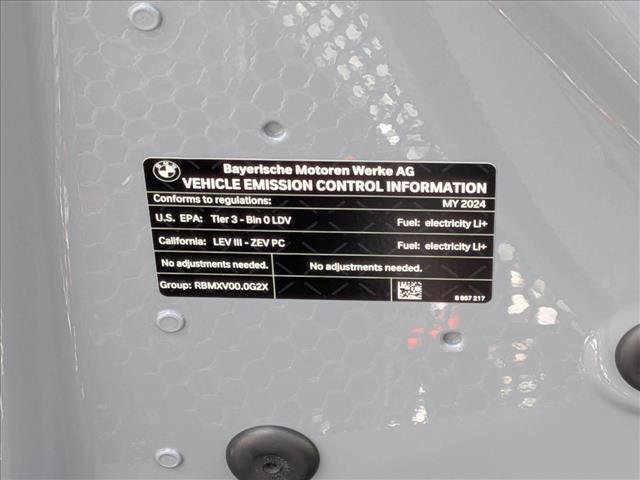 Bayerische Motoren Werke AG
VEHICLE EMISSION CONTROL INFORMATION
Conforms to regulations: MY 2024
U.S. EPA: Tier 3 - Bin 0 LDV Fuel: electricity Li+
California: LEV III - ZEV PC Fuel: electricity Li+
No adjustments needed. No adjustments needed.
Group: RBMXV00.0G2X 8 867 217